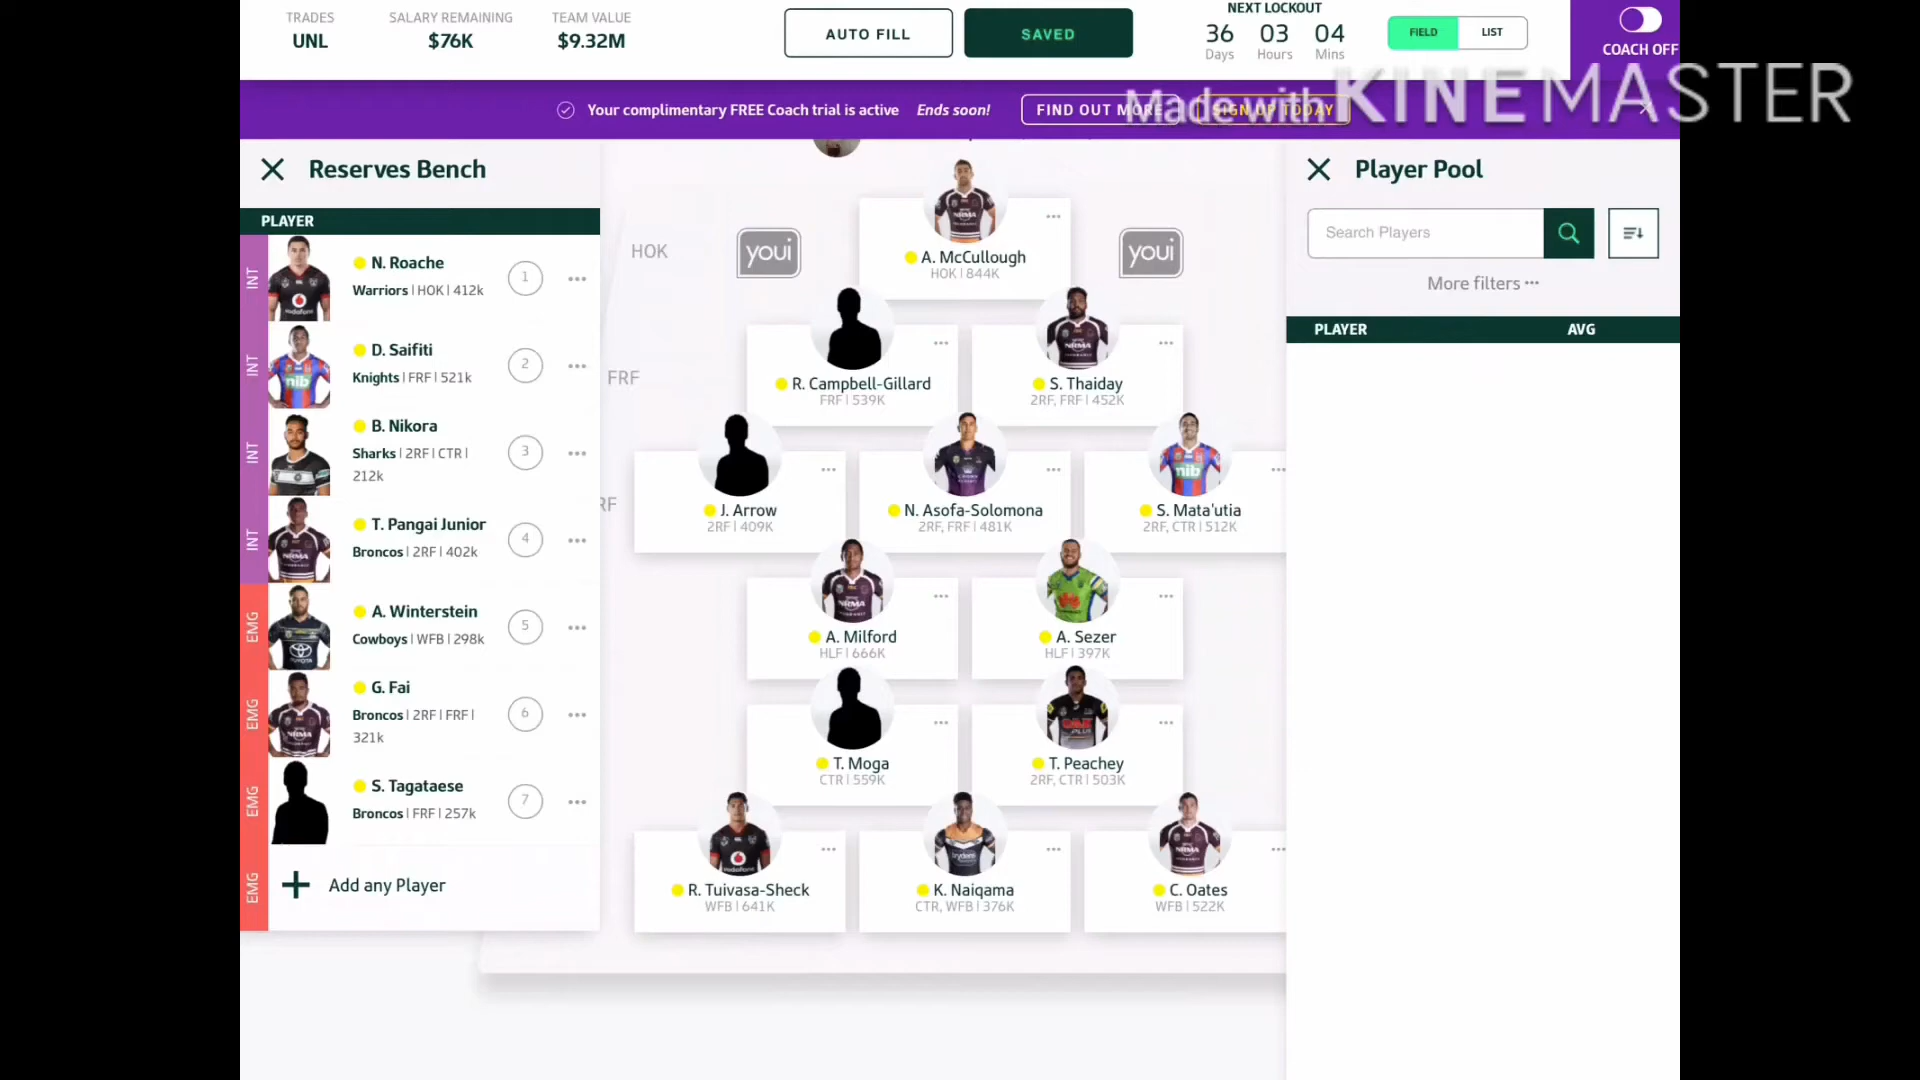 TRADES
UNL
SALARY REMAINING
$76K
TEAM VALUE
$9.32M
AUTO FILL
SAVED
NEXT LOCKOUT
36 03 04
Days Hours Mins
FIELD LIST
COACH OFF
Your complimentary FREE Coach trial is active Ends soon!
FIND OUT MORE
SIGN UP TODAY
Made with KINEMASTER
Reserves Bench
PLAYER
INT
N. Roache
Warriors | HOK | 412k
1
INT
D. Saifiti
Knights | FRF | 521k
2
INT
B. Nikora
Sharks | 2RF | CTR |
212k
3
INT
T. Pangai Junior
Broncos | 2RF | 402k
4
EMG
A. Winterstein
Cowboys | WFB | 298k
5
EMG
G. Fai
Broncos | 2RF | FRF |
321k
6
EMG
S. Tagataese
Broncos | FRF | 257k
7
EMG
Add any Player
HOK
youi
youi
A. McCullough
HOK | 844K
FRF
R. Campbell-Gillard
FRF | 539K
S. Thaiday
2RF, FRF | 452K
RF
J. Arrow
2RF | 409K
N. Asofa-Solomona
2RF, FRF | 481K
S. Mata'utia
2RF, CTR | 512K
A. Milford
HLF | 666K
A. Sezer
HLF | 397K
T. Moga
CTR | 559K
T. Peachey
2RF, CTR | 503K
R. Tuivasa-Sheck
WFB | 641K
K. Naiqama
CTR, WFB | 376K
C. Oates
WFB | 522K
Player Pool
Search Players
More filters
PLAYER AVG